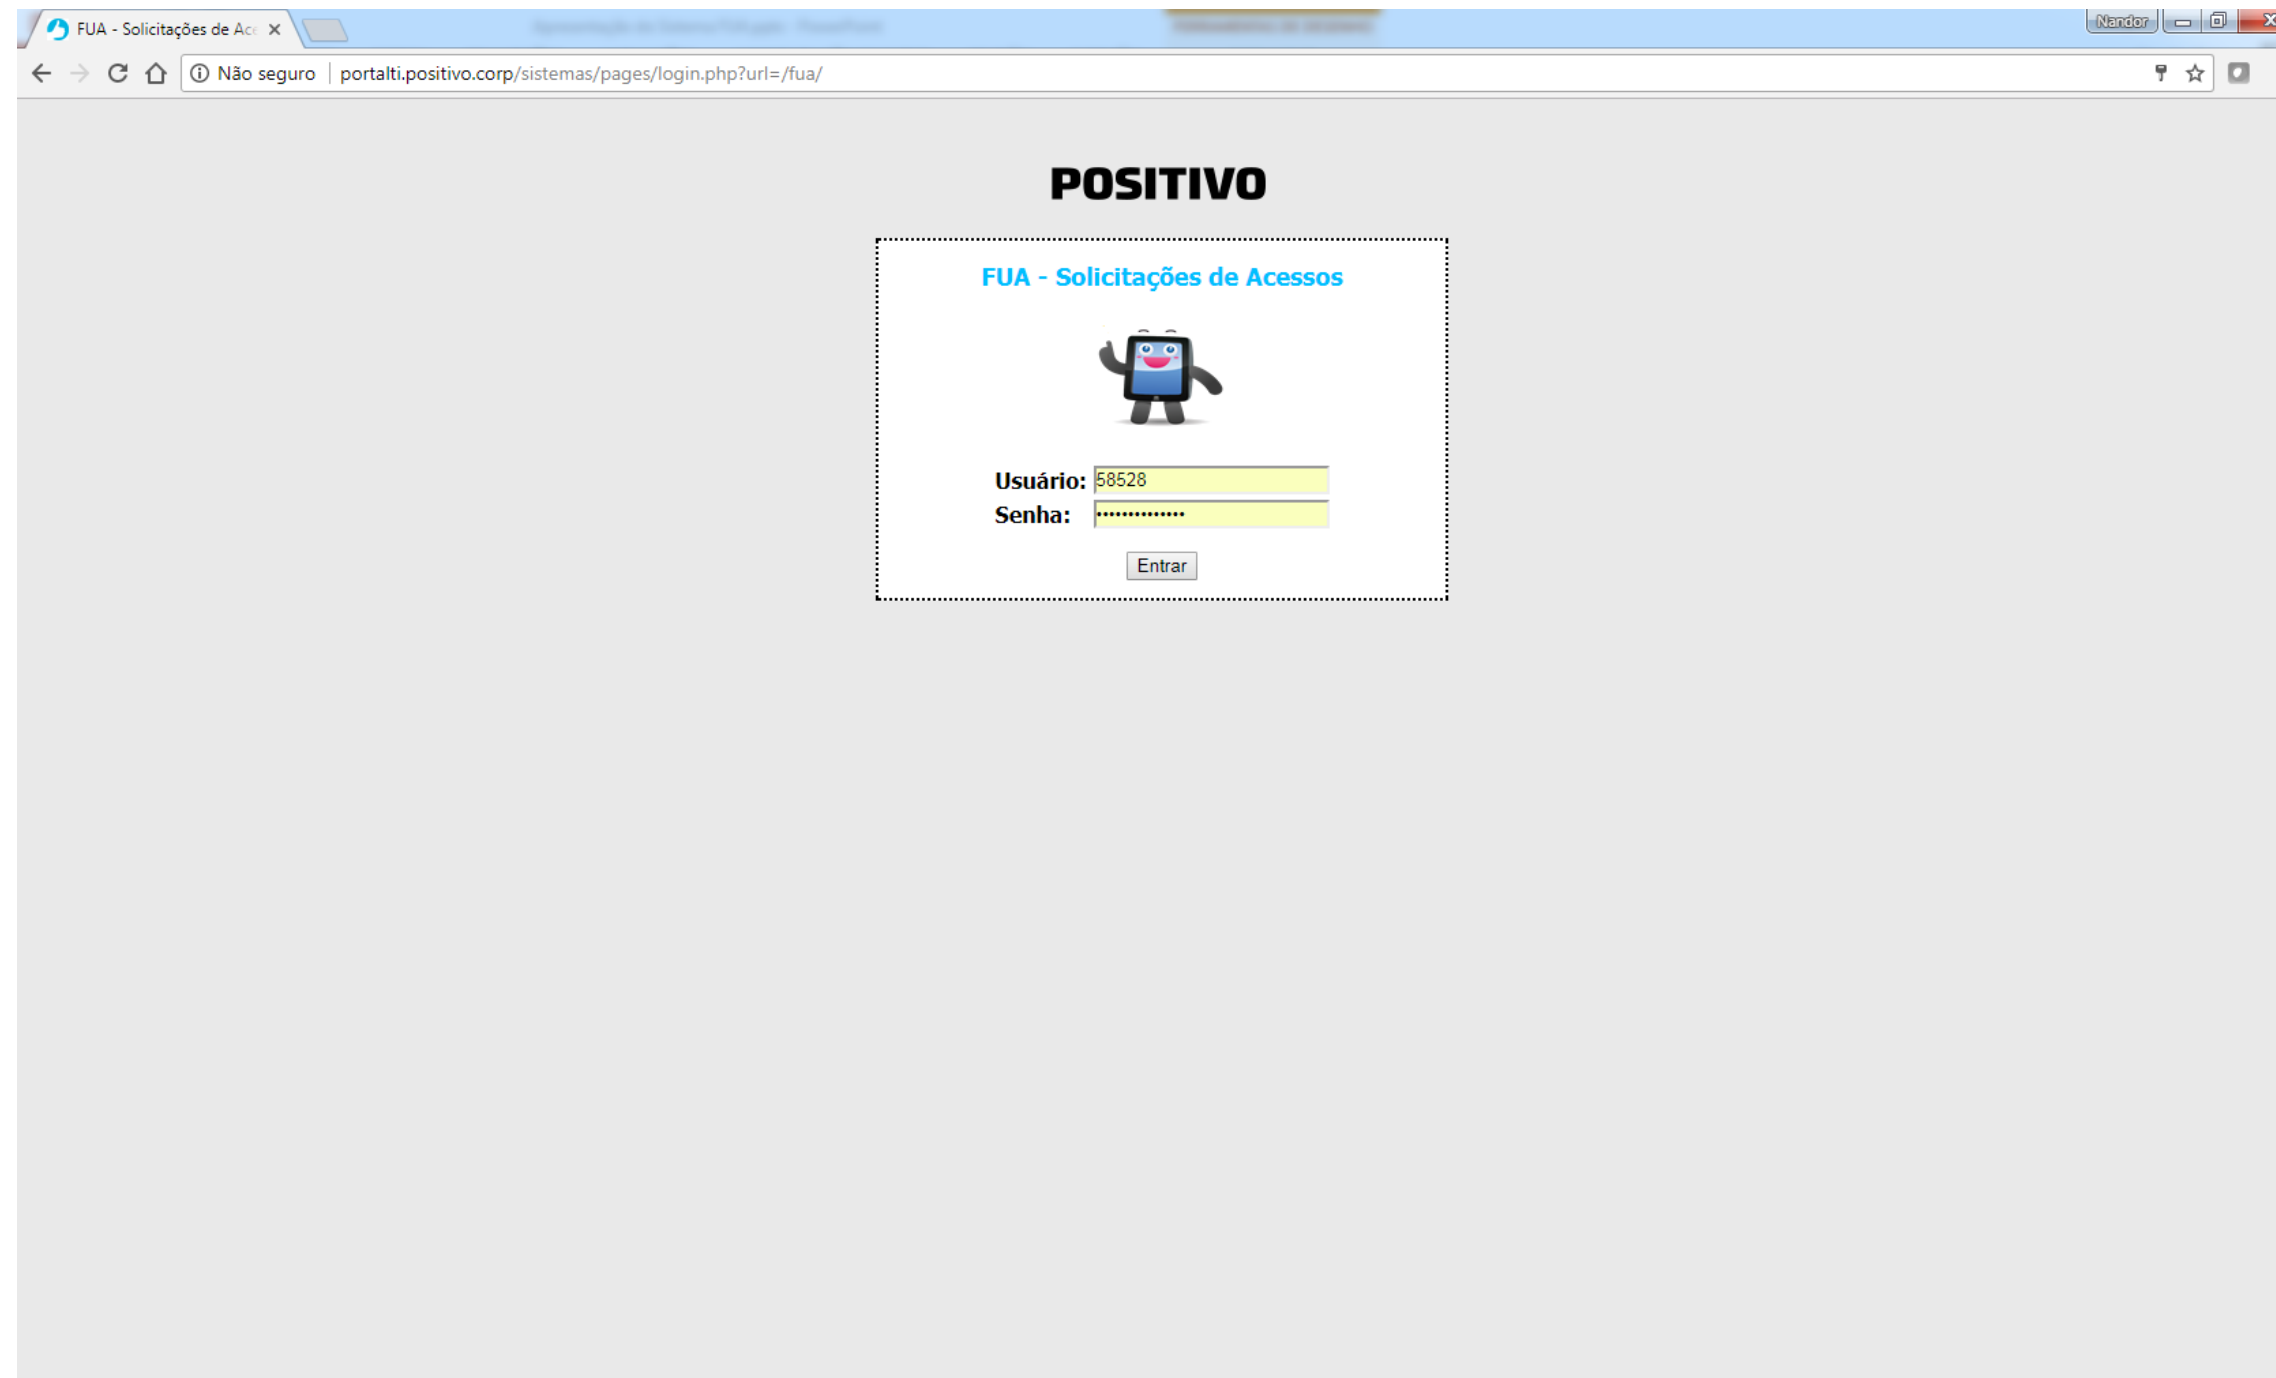 FUA - Solicitações de Ace
Nandor
Não seguro | portalti.positivo.corp/sistemas/pages/login.php?url=/fua/
POSITIVO
FUA - Solicitações de Acessos
Usuário: 58528
Senha: ••••••••••••••
Entrar